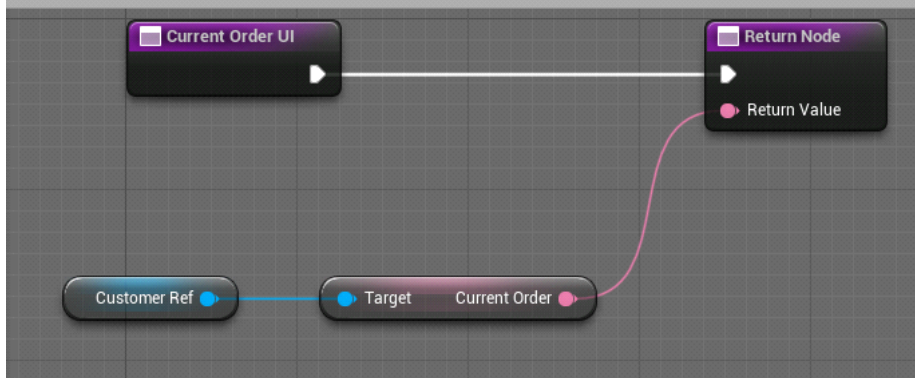 Current Order UI
Return Node
Return Value
Customer Ref
Target
Current Order